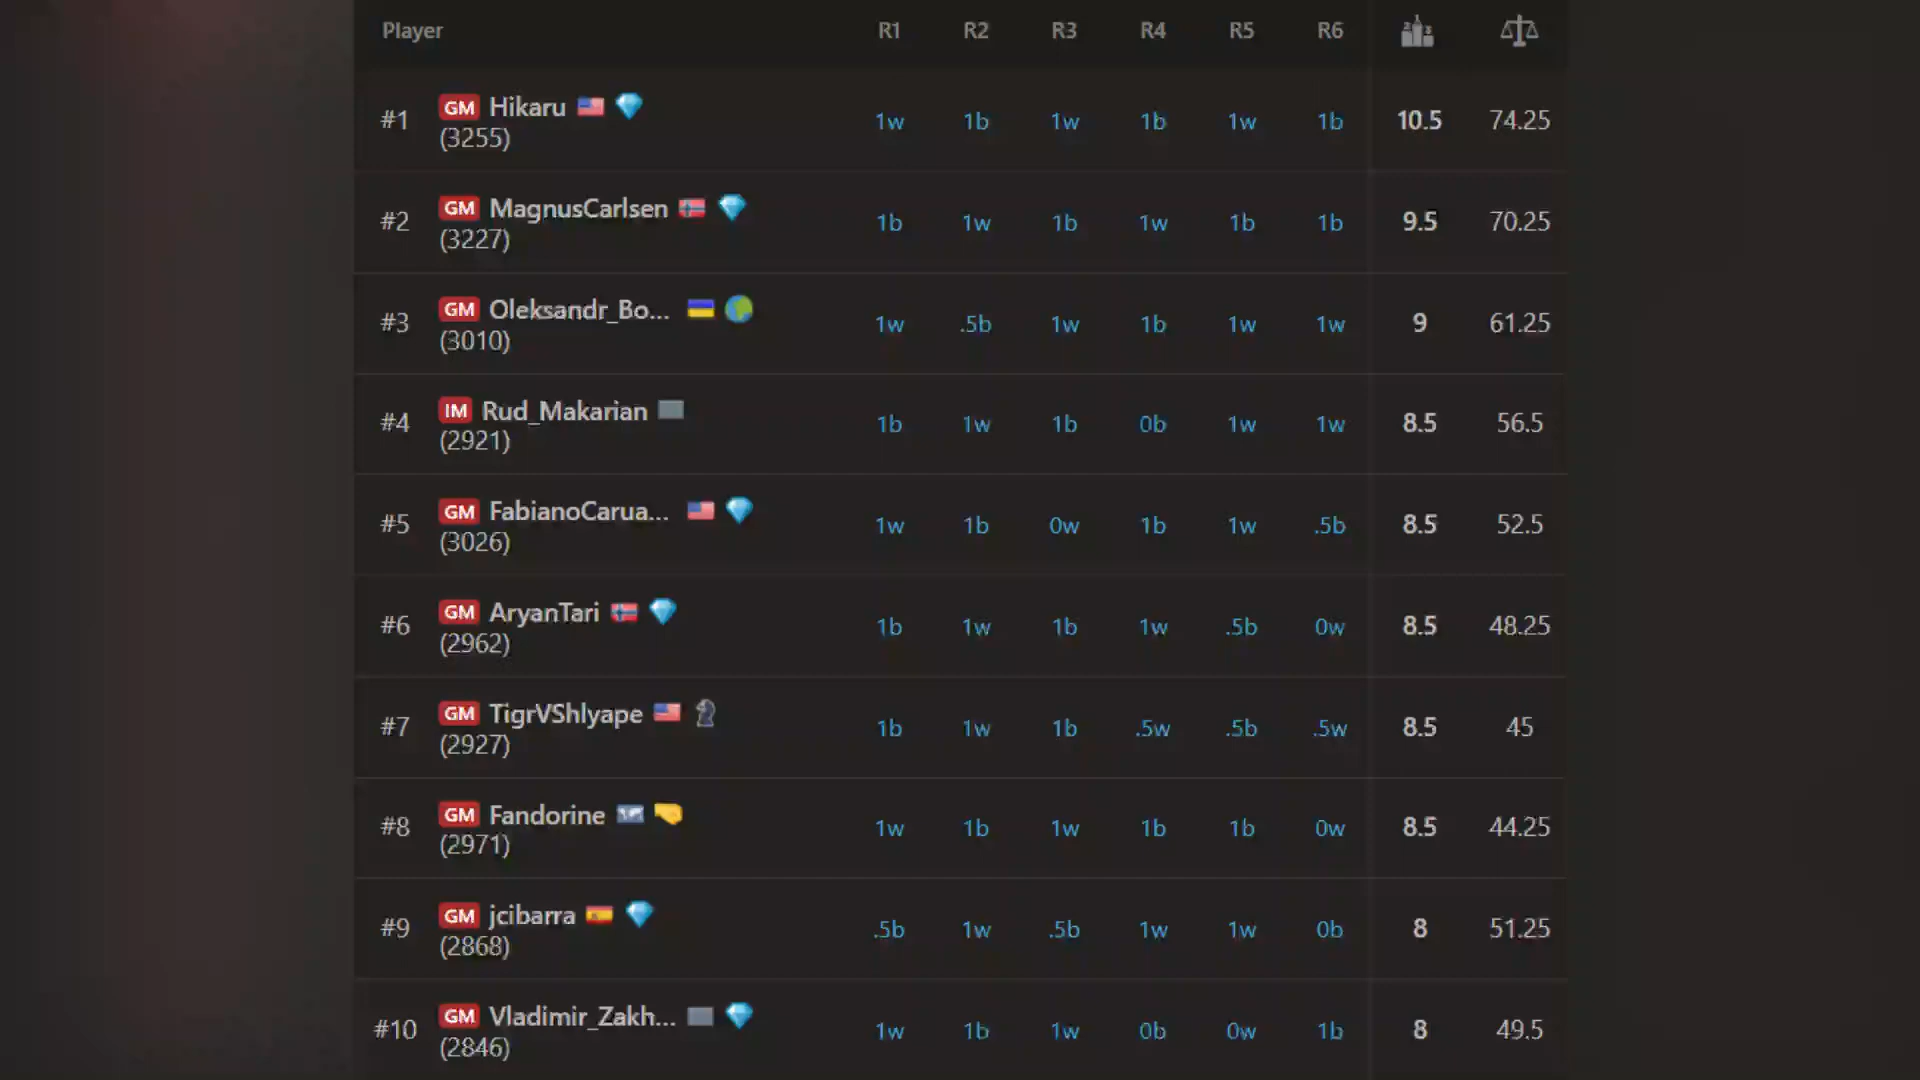 Player R1 R2 R3 R4 R5 R6
#1 GM Hikaru 1w 1b 1w 1b 1w 1b 10.5 74.25
(3255)
#2 GM MagnusCarlsen 1b 1w 1b 1w 1b 1b 9.5 70.25
(3227)
#3 GM Oleksandr_Bo... 1w .5b 1w 1b 1w 1w 9 61.25
(3010)
#4 IM Rud_Makarian 1b 1w 1b 0b 1w 1w 8.5 56.5
(2921)
#5 GM FabianoCarua... 1w 1b 0w 1b 1w .5b 8.5 52.5
(3026)
#6 GM AryanTari 1b 1w 1b 1w .5b 0w 8.5 48.25
(2962)
#7 GM TigrVShlyape 1b 1w 1b .5w .5b .5w 8.5 45
(2927)
#8 GM Fandorine 1w 1b 1w 1b 1b 0w 8.5 44.25
(2971)
#9 GM jcibarra .5b 1w .5b 1w 1w 0b 8 51.25
(2868)
#10 GM Vladimir_Zakh... 1w 1b 1w 0b 0w 1b 8 49.5
(2846)